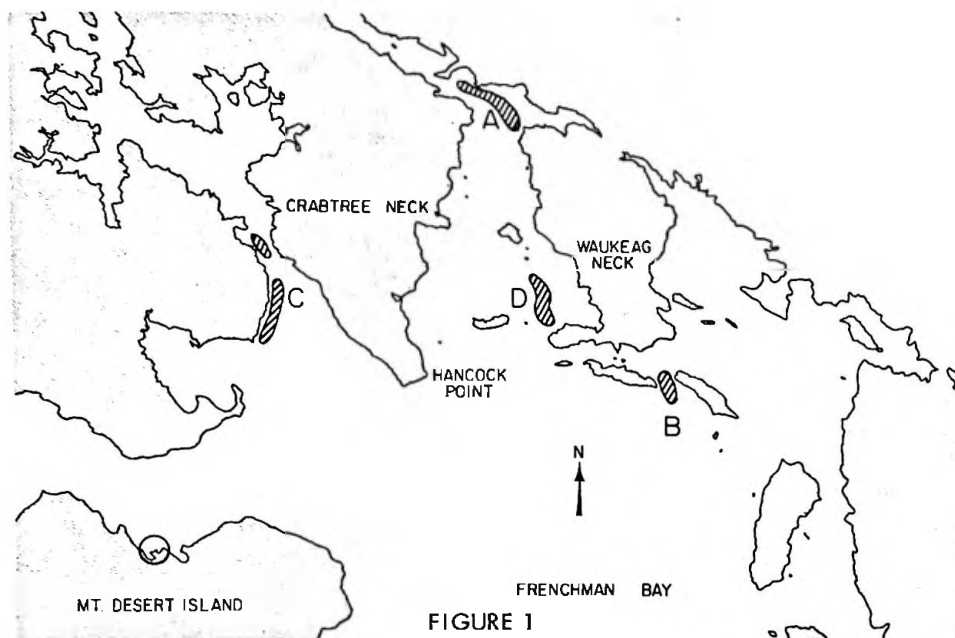 A
CRABTREE NECK
WAUKEAG
NECK
C
D
HANCOCK
POINT
B
N
FRENCHMAN BAY
MT. DESERT ISLAND
FIGURE 1